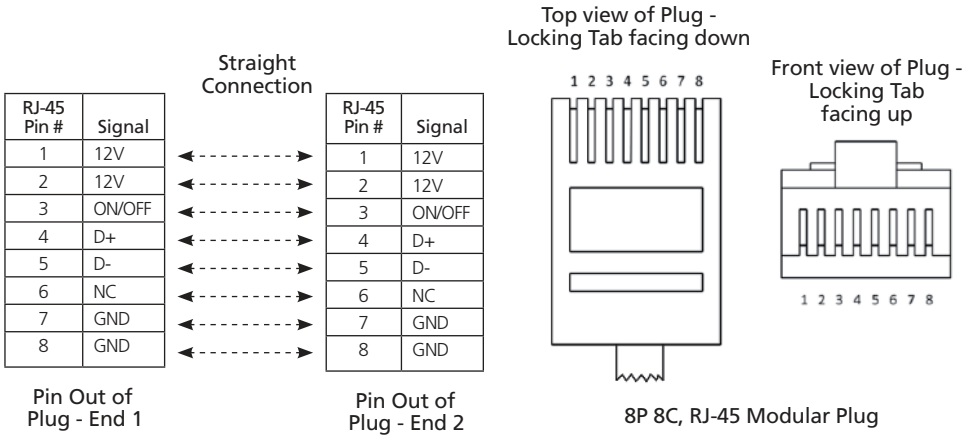 Straight
Connection
RJ-45
Pin # Signal
1 12V
2 12V
3 ON/OFF
4 D+
5 D-
6 NC
7 GND
8 GND
Pin Out of
Plug - End 1
RJ-45
Pin # Signal
1 12V
2 12V
3 ON/OFF
4 D+
5 D-
6 NC
7 GND
8 GND
Pin Out of
Plug - End 2
Top view of Plug -
Locking Tab facing down
1 2 3 4 5 6 7 8
Front view of Plug -
Locking Tab
facing up
1 2 3 4 5 6 7 8
8P 8C, RJ-45 Modular Plug